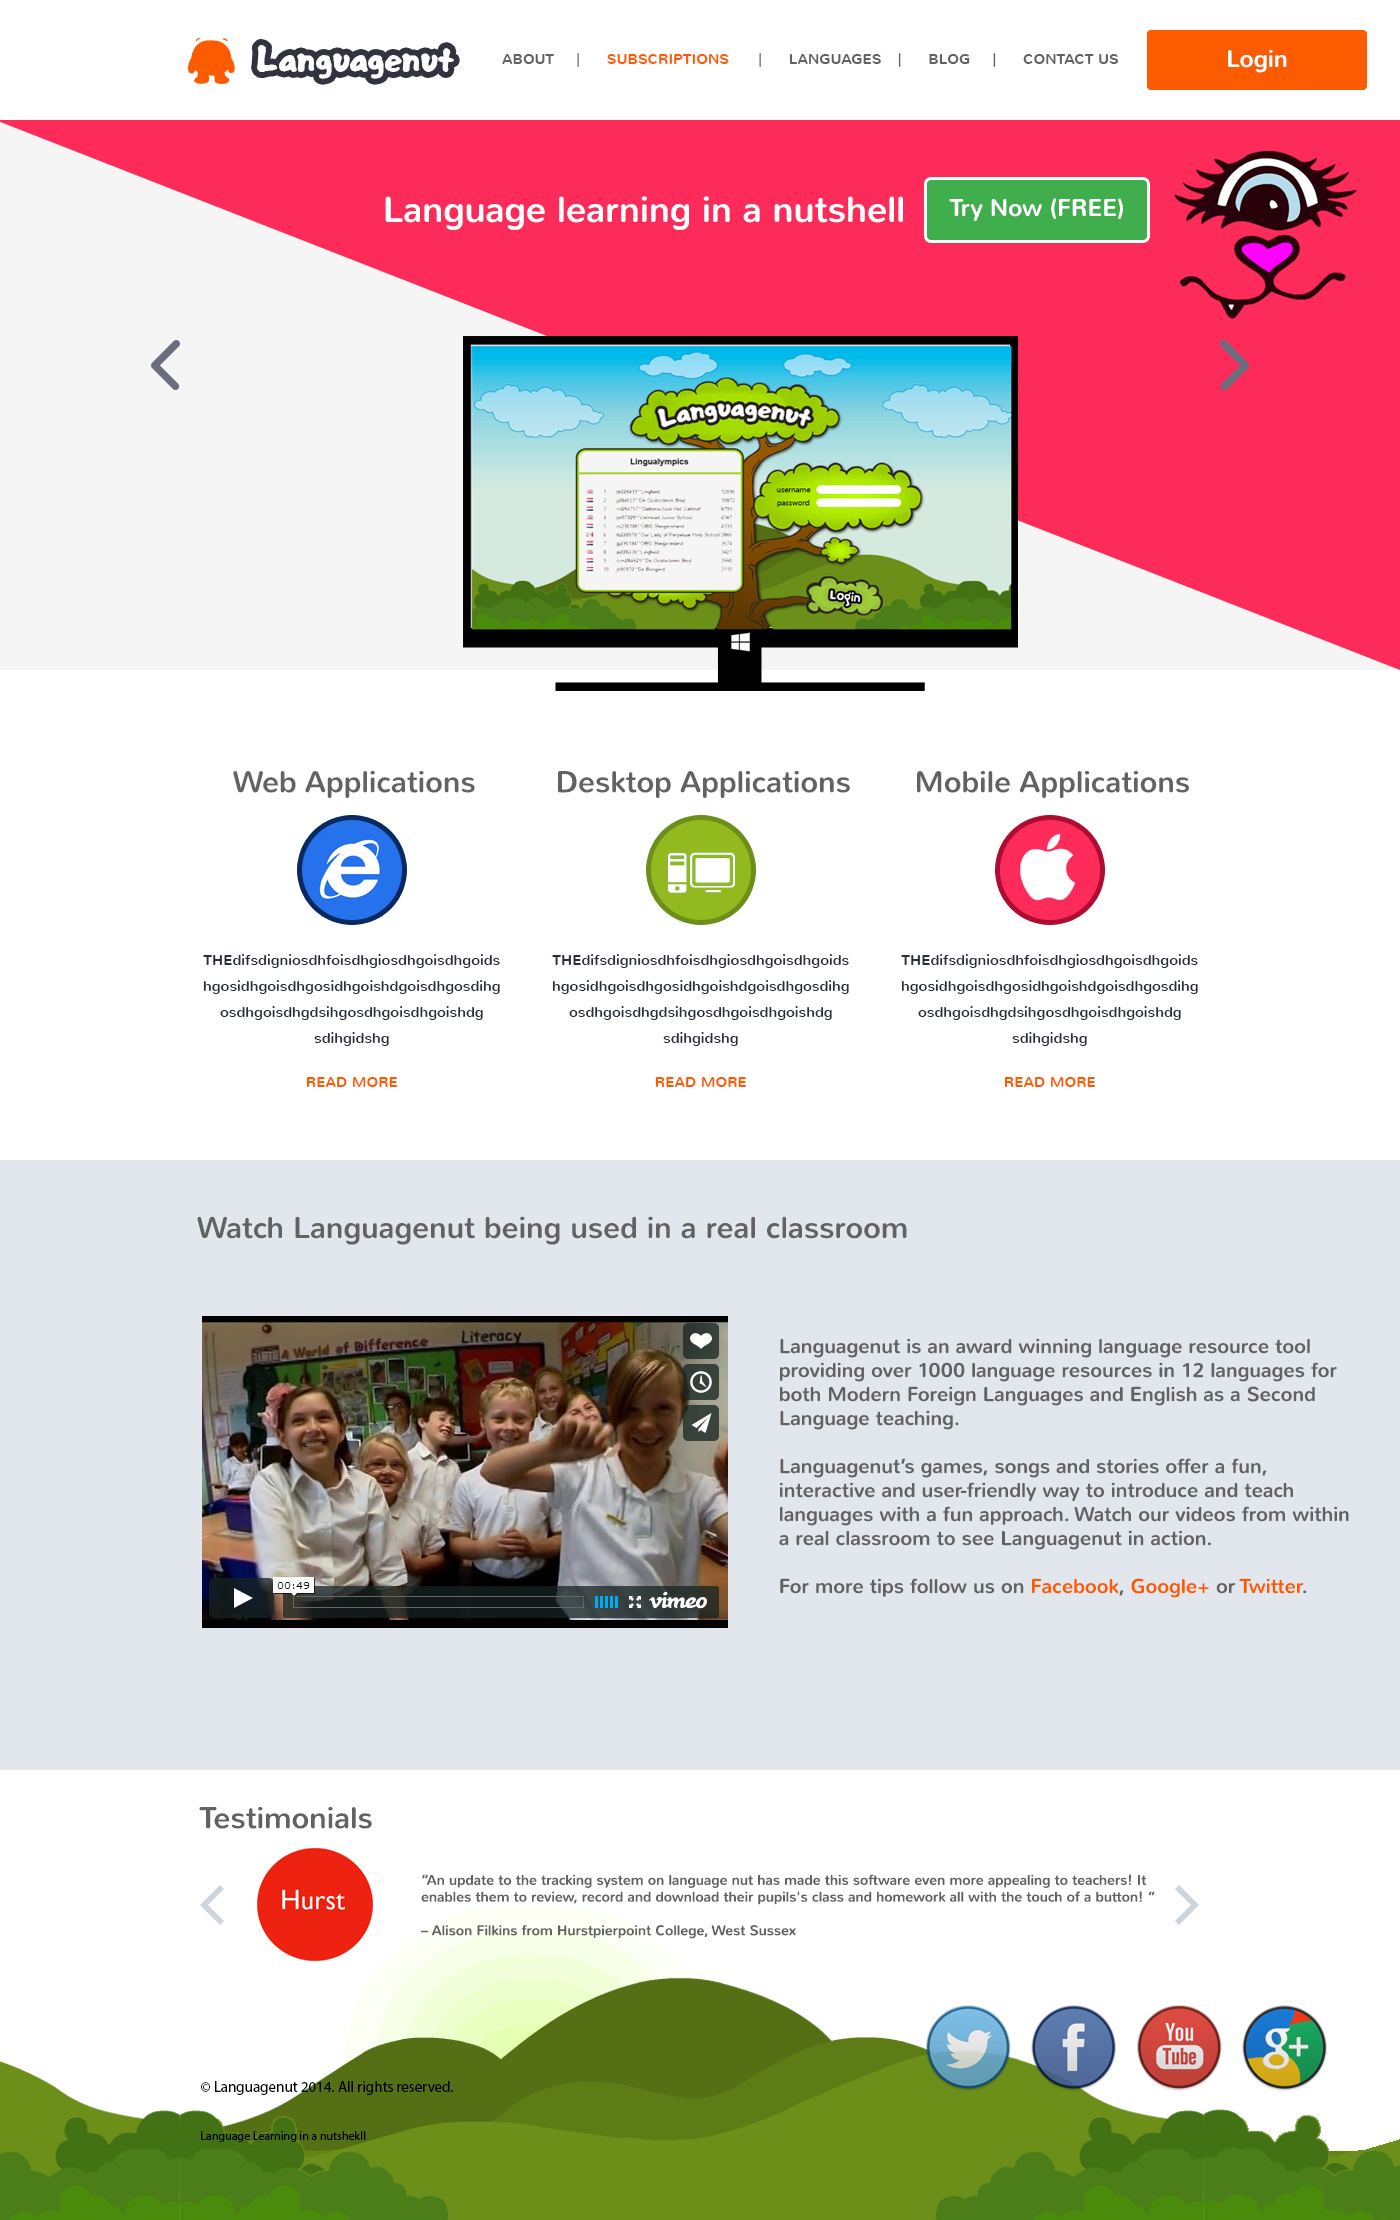 Languagenut
ABOUT | SUBSCRIPTIONS | LANGUAGES | BLOG | CONTACT US
Login
Language learning in a nutshell
Try Now (FREE)
Languagenut
Lingualympics
username
password
Login
Web Applications
Desktop Applications
Mobile Applications
THEdifsdigniosdhfoisdhgiosdhgoisdhgoids
hgosidhgoisdhgosidhgoishdgoisdhgosdihg
osdhgoisdhgdsihgosdhgoisdhgoishdg
sdihgidshg
READ MORE
THEdifsdigniosdhfoisdhgiosdhgoisdhgoids
hgosidhgoisdhgosidhgoishdgoisdhgosdihg
osdhgoisdhgdsihgosdhgoisdhgoishdg
sdihgidshg
READ MORE
THEdifsdigniosdhfoisdhgiosdhgoisdhgoids
hgosidhgoisdhgosidhgoishdgoisdhgosdihg
osdhgoisdhgdsihgosdhgoisdhgoishdg
sdihgidshg
READ MORE
Watch Languagenut being used in a real classroom
A World of Difference
Literacy
00:49
vimeo
Languagenut is an award winning language resource tool
providing over 1000 language resources in 12 languages for
both Modern Foreign Languages and English as a Second
Language teaching.
Languagenut’s games, songs and stories offer a fun,
interactive and user-friendly way to introduce and teach
languages with a fun approach. Watch our videos from within
a real classroom to see Languagenut in action.
For more tips follow us on Facebook, Google+ or Twitter.
Testimonials
Hurst
“An update to the tracking system on language nut has made this software even more appealing to teachers! It
enables them to review, record and download their pupils's class and homework all with the touch of a button! ”
– Alison Filkins from Hurstpierpoint College, West Sussex
f
You
Tube
g+
© Languagenut 2014. All rights reserved.
Language Learning in a nutshekll